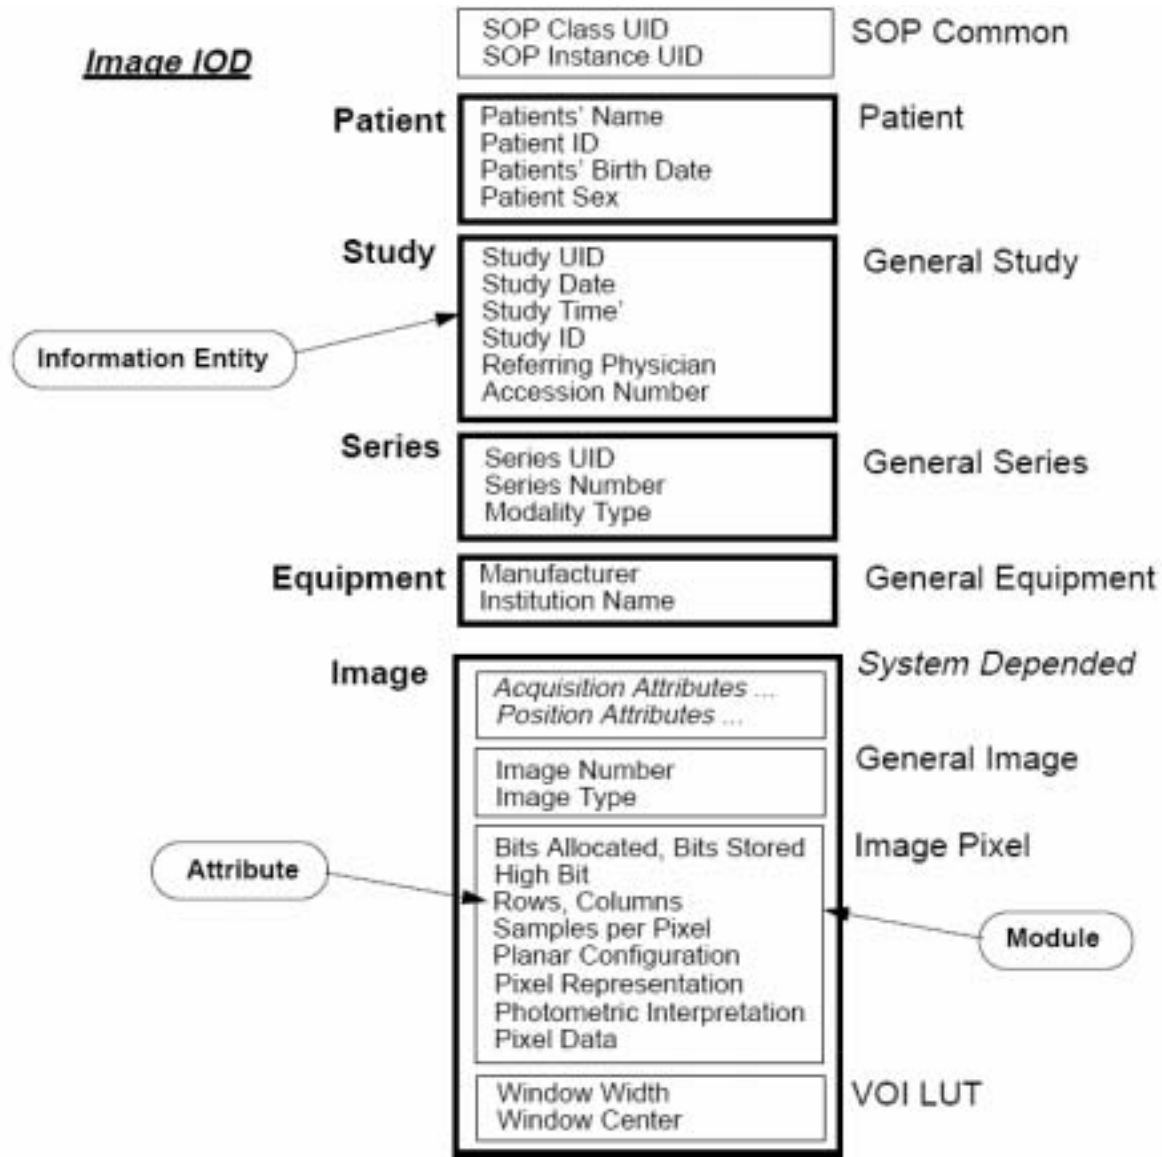 Image IOD
SOP Class UID
SOP Instance UID
SOP Common
Patient
Patients' Name
Patient ID
Patients' Birth Date
Patient Sex
Patient
Study
Study UID
Study Date
Study Time'
Study ID
Referring Physician
Accession Number
General Study
Information Entity
Series
Series UID
Series Number
Modality Type
General Series
Equipment
Manufacturer
Institution Name
General Equipment
Image
Acquisition Attributes ...
Position Attributes ...
System Depended
Image Number
Image Type
General Image
Attribute
Bits Allocated, Bits Stored
High Bit
Rows, Columns
Samples per Pixel
Planar Configuration
Pixel Representation
Photometric Interpretation
Pixel Data
Image Pixel
Module
Window Width
Window Center
VOI LUT